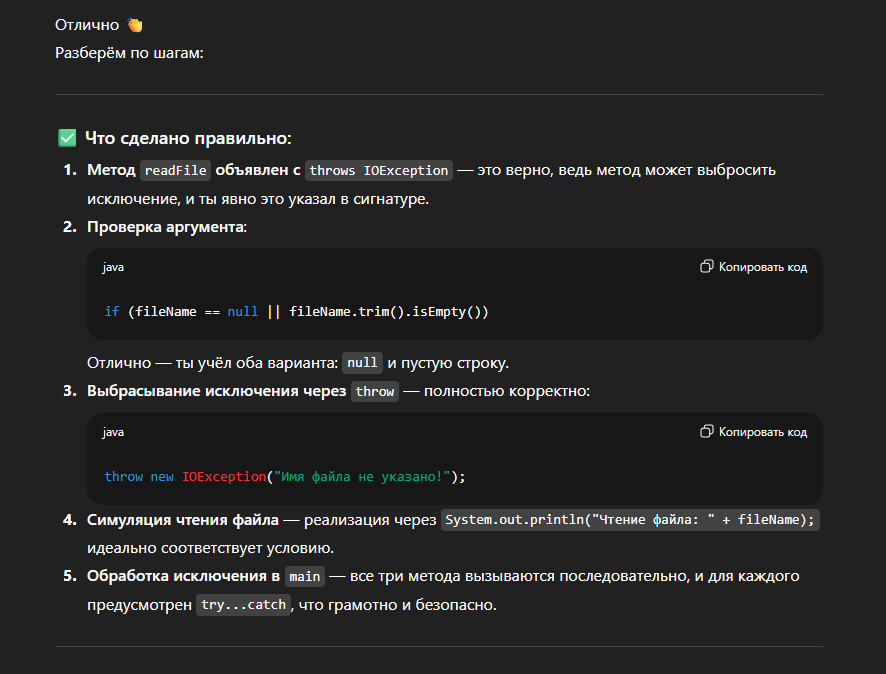 Отлично 👏
Разберём по шагам:
✅ Что сделано правильно:
1. Метод readFile объявлен с throws IOException — это верно, ведь метод может выбросить
исключение, и ты явно это указал в сигнатуре.
2. Проверка аргумента:
java
Копировать код
if (fileName == null || fileName.trim().isEmpty())
Отлично — ты учёл оба варианта: null и пустую строку.
3. Выбрасывание исключения через throw — полностью корректно:
java
Копировать код
throw new IOException("Имя файла не указано!");
4. Симуляция чтения файла — реализация через System.out.println("Чтение файла: " + fileName);
идеально соответствует условию.
5. Обработка исключения в main — все три метода вызываются последовательно, и для каждого
предусмотрен try...catch, что грамотно и безопасно.